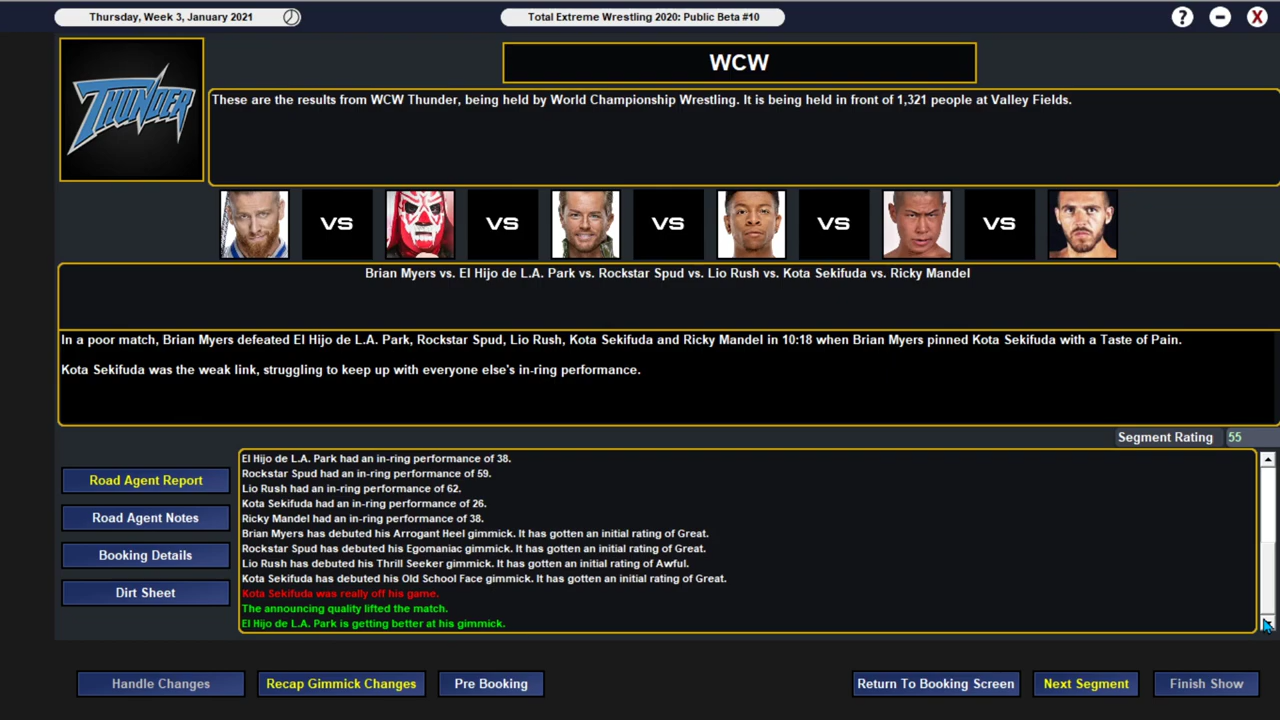 Thursday, Week 3, January 2021
Total Extreme Wrestling 2020: Public Beta #10
?
X
THUNDER
WCW
These are the results from WCW Thunder, being held by World Championship Wrestling. It is being held in front of 1,321 people at Valley Fields.
VS VS VS VS VS
Brian Myers vs. El Hijo de L.A. Park vs. Rockstar Spud vs. Lio Rush vs. Kota Sekifuda vs. Ricky Mandel
In a poor match, Brian Myers defeated El Hijo de L.A. Park, Rockstar Spud, Lio Rush, Kota Sekifuda and Ricky Mandel in 10:18 when Brian Myers pinned Kota Sekifuda with a Taste of Pain.
Kota Sekifuda was the weak link, struggling to keep up with everyone else's in-ring performance.
Segment Rating 55
Road Agent Report
Road Agent Notes
Booking Details
Dirt Sheet
El Hijo de L.A. Park had an in-ring performance of 38.
Rockstar Spud had an in-ring performance of 59.
Lio Rush had an in-ring performance of 62.
Kota Sekifuda had an in-ring performance of 26.
Ricky Mandel had an in-ring performance of 38.
Brian Myers has debuted his Arrogant Heel gimmick. It has gotten an initial rating of Great.
Rockstar Spud has debuted his Egomaniac gimmick. It has gotten an initial rating of Great.
Lio Rush has debuted his Thrill Seeker gimmick. It has gotten an initial rating of Awful.
Kota Sekifuda has debuted his Old School Face gimmick. It has gotten an initial rating of Great.
Kota Sekifuda was really off his game.
The announcing quality lifted the match.
El Hijo de L.A. Park is getting better at his gimmick.
Handle Changes
Recap Gimmick Changes
Pre Booking
Return To Booking Screen
Next Segment
Finish Show